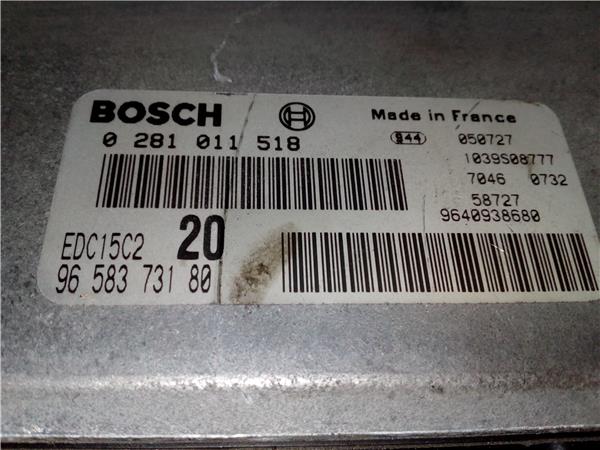 BOSCH Made in France
0 281 011 518 844 050727
1039S08777
7046 0732
58727
9640938680
EDC15C2 20
96 583 731 80